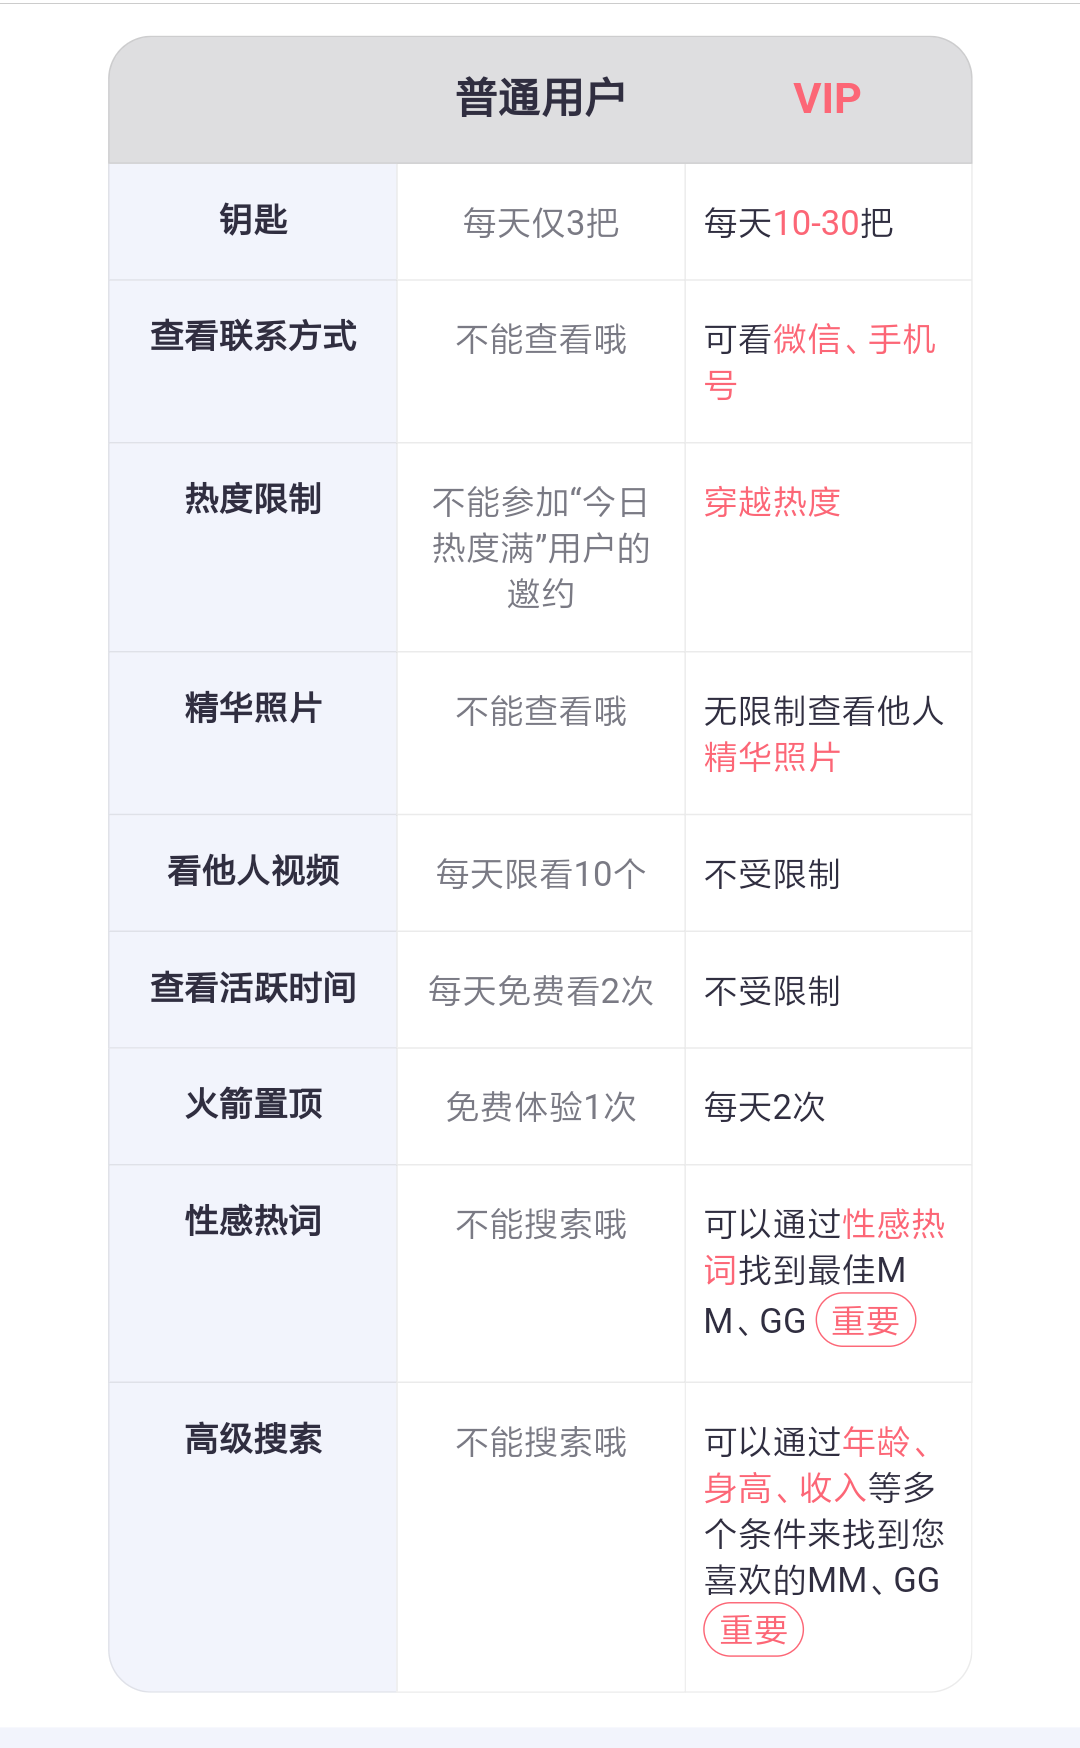 普通用户 VIP
钥匙 每天仅3把 每天10-30把
查看联系方式 不能查看哦 可看微信、手机
号
热度限制 不能参加“今日 穿越热度
热度满”用户的
邀约
精华照片 不能查看哦 无限制查看他人
精华照片
看他人视频 每天限看10个 不受限制
查看活跃时间 每天免费看2次 不受限制
火箭置顶 免费体验1次 每天2次
性感热词 不能搜索哦 可以通过性感热
词找到最佳M
M、GG 重要
高级搜索 不能搜索哦 可以通过年龄、
身高、收入等多
个条件来找到您
喜欢的MM、GG
重要